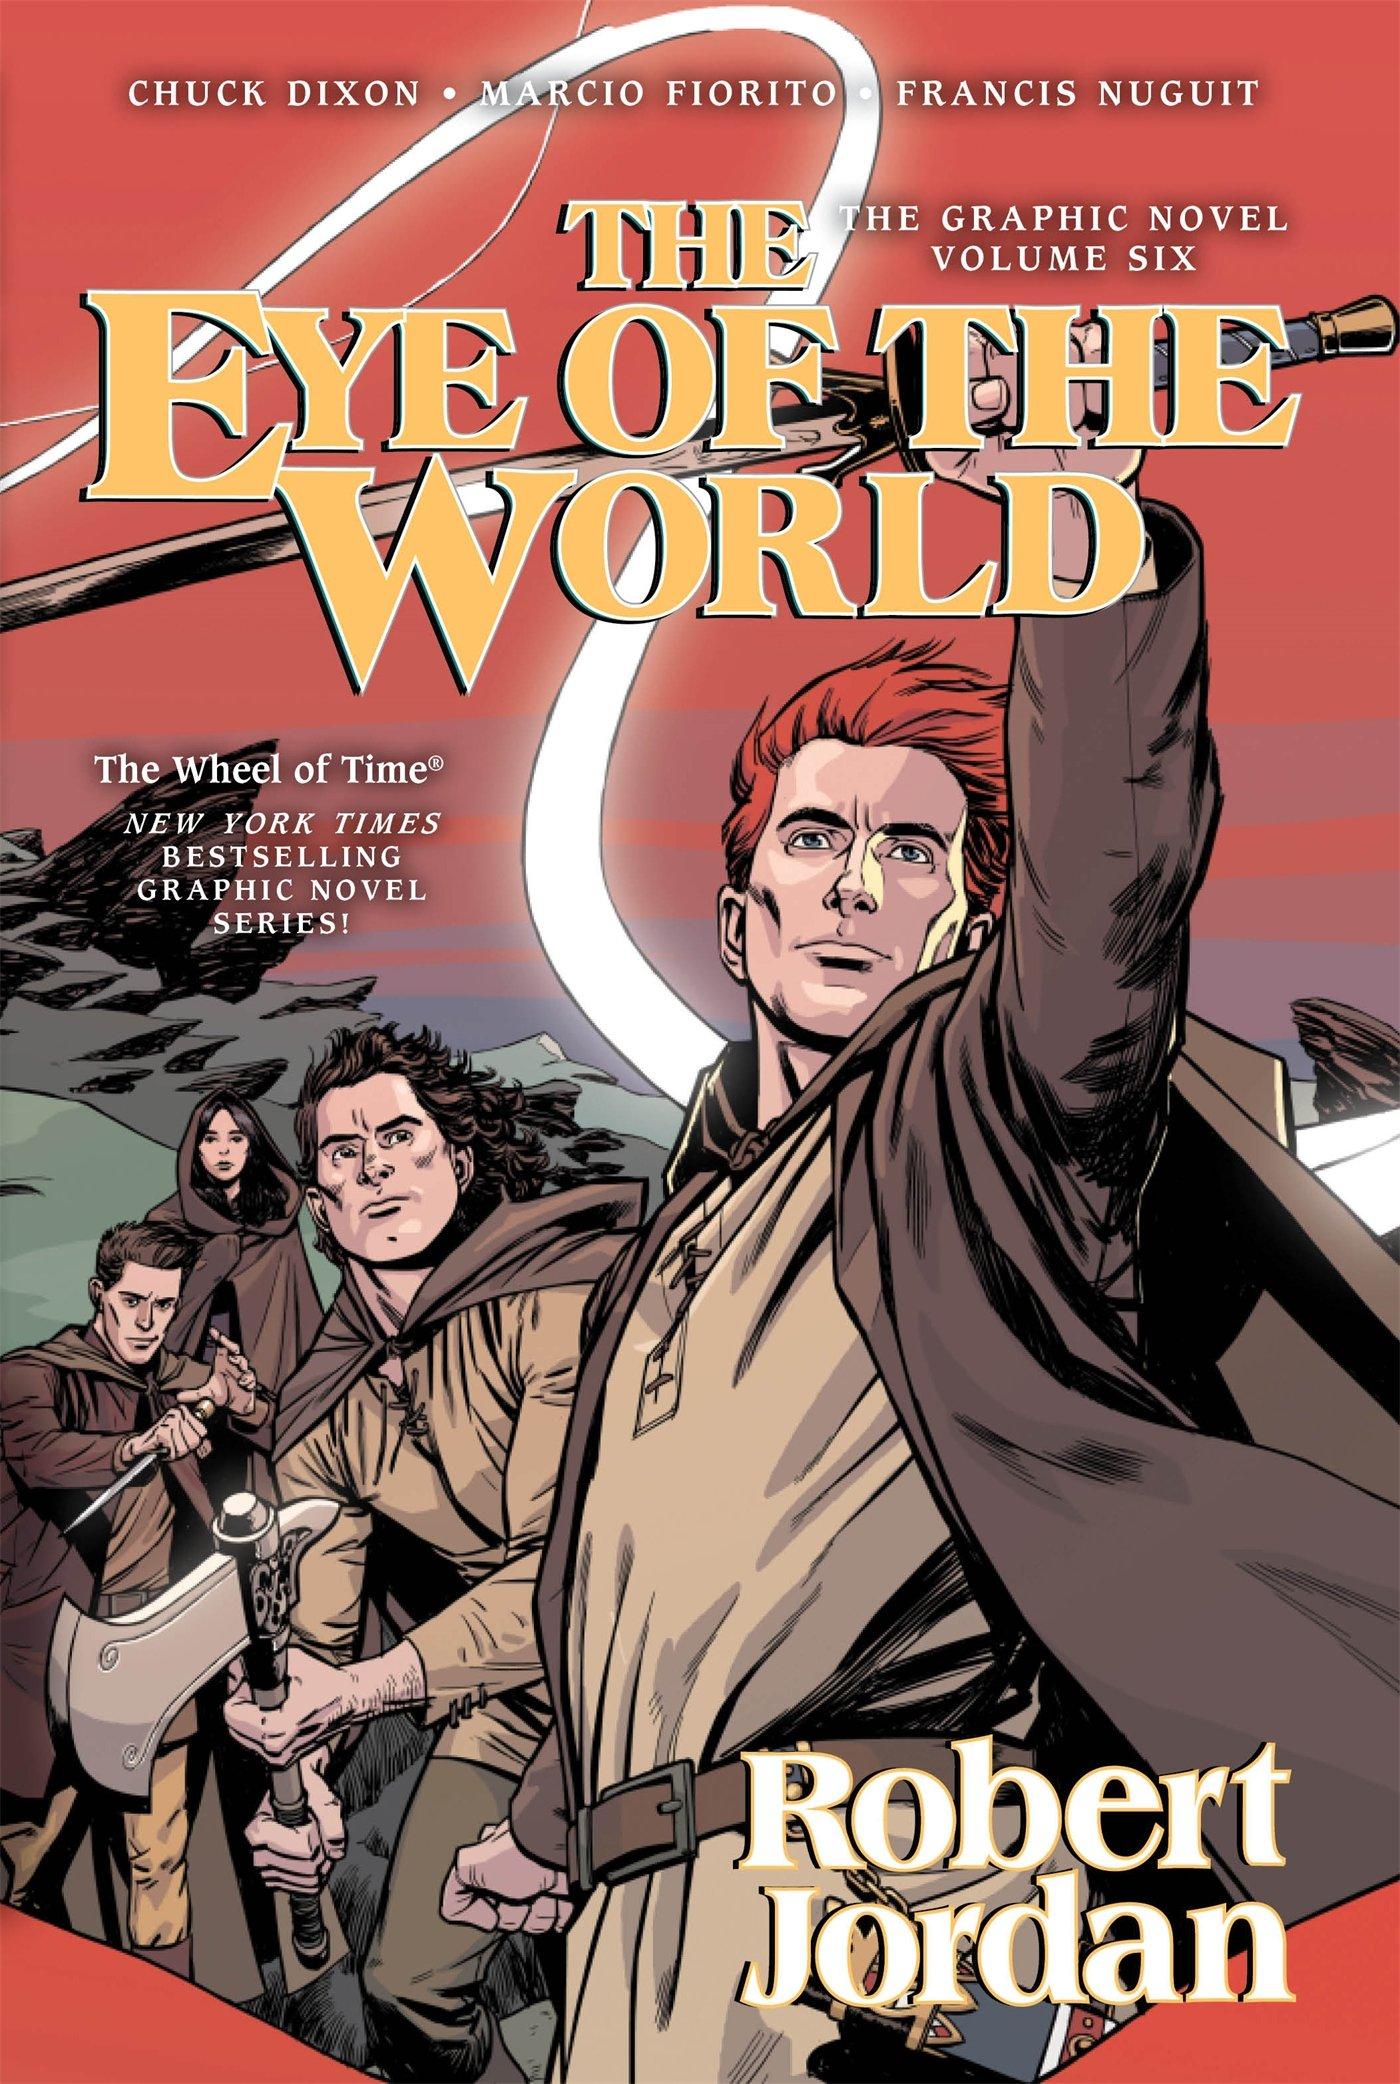 CHUCK DIXON • MARCIO FIORITO • FRANCIS NUGUIT
THE GRAPHIC NOVEL
VOLUME SIX
THE
EYE OF THE
WORLD
The Wheel of Time®
NEW YORK TIMES
BESTSELLING
GRAPHIC NOVEL
SERIES!
Robert
Jordan